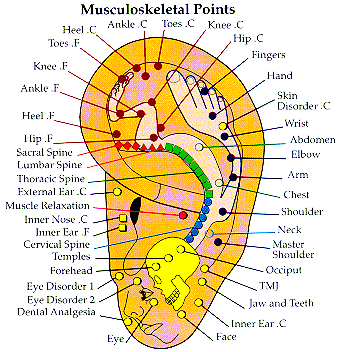 Musculoskeletal Points
Ankle .C
Toes .C
Heel .C
Knee .C
Toes .F
Hip .C
Knee .F
Fingers
Ankle .F
Hand
Heel .F
Skin
Disorder .C
Hip .F
Wrist
Sacral Spine
Abdomen
Lumbar Spine
Elbow
Thoracic Spine
Arm
External Ear .C
Chest
Muscle Relaxation
Shoulder
Inner Nose .C
Inner Ear .F
Neck
Cervical Spine
Master
Shoulder
Temples
Occiput
Forehead
TMJ
Eye Disorder 1
Eye Disorder 2
Jaw and Teeth
Dental Analgesia
Inner Ear .C
Eye
Face